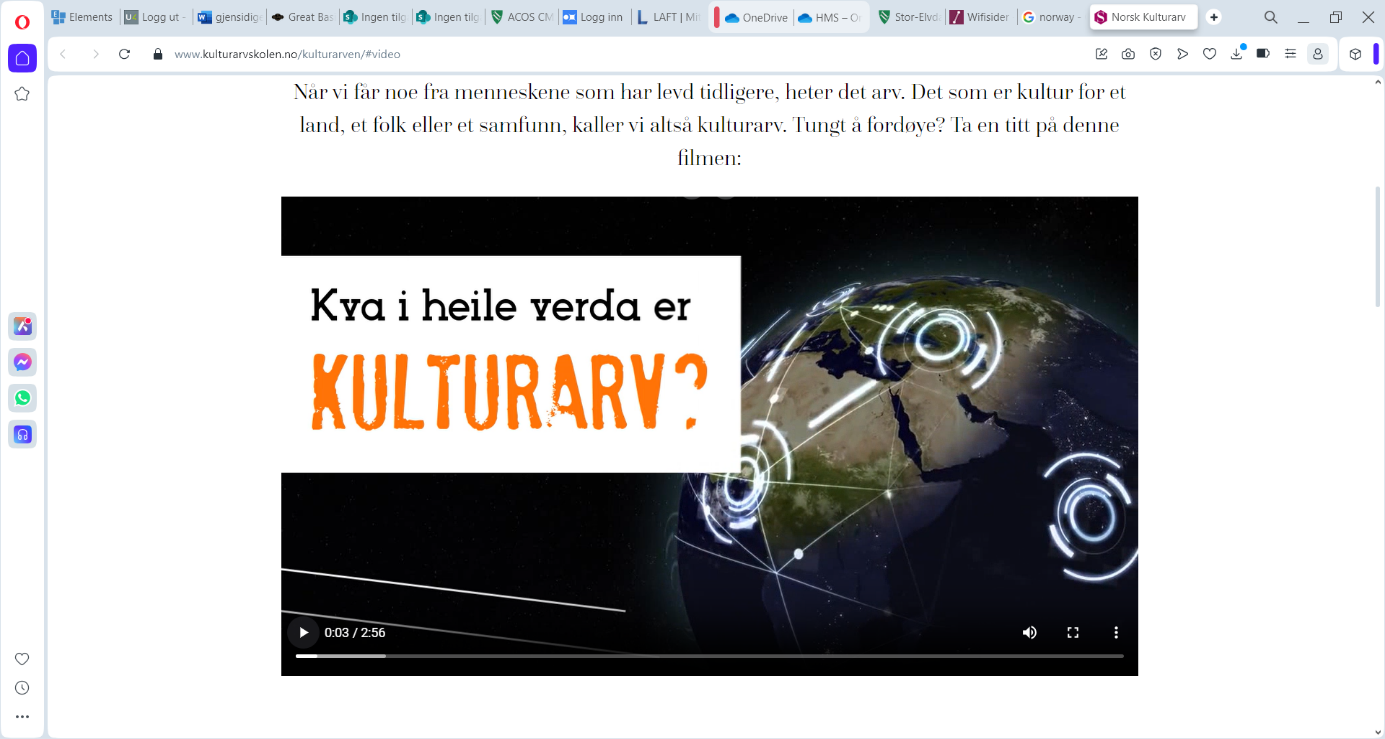 Elements
Logg ut -
gjensidige
Great Bas
Ingen tilg
Ingen tilg
ACOS CM
Logg inn
LAFT | Mit
OneDrive
HMS – O
Stor-Elvd
Wifisider
norway -
Norsk Kulturarv
www.kulturarvskolen.no/kulturarven/#video
Når vi får noe fra menneskene som har levd tidligere, heter det arv. Det som er kultur for et
land, et folk eller et samfunn, kaller vi altså kulturarv. Tungt å fordøye? Ta en titt på denne
filmen:
Kva i heile verda er
KULTURARV?
0:03 / 2:56